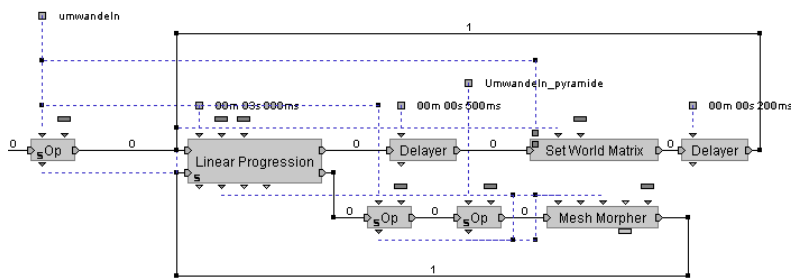 umwandeln
1
Umwandeln_pyramide
00m 03s 000ms
00m 00s 500ms
00m 00s 200ms
0
Op
0
Linear Progression
0
Delayer
0
Set World Matrix
0
Delayer
0
Op
0
Op
0
Mesh Morpher
1